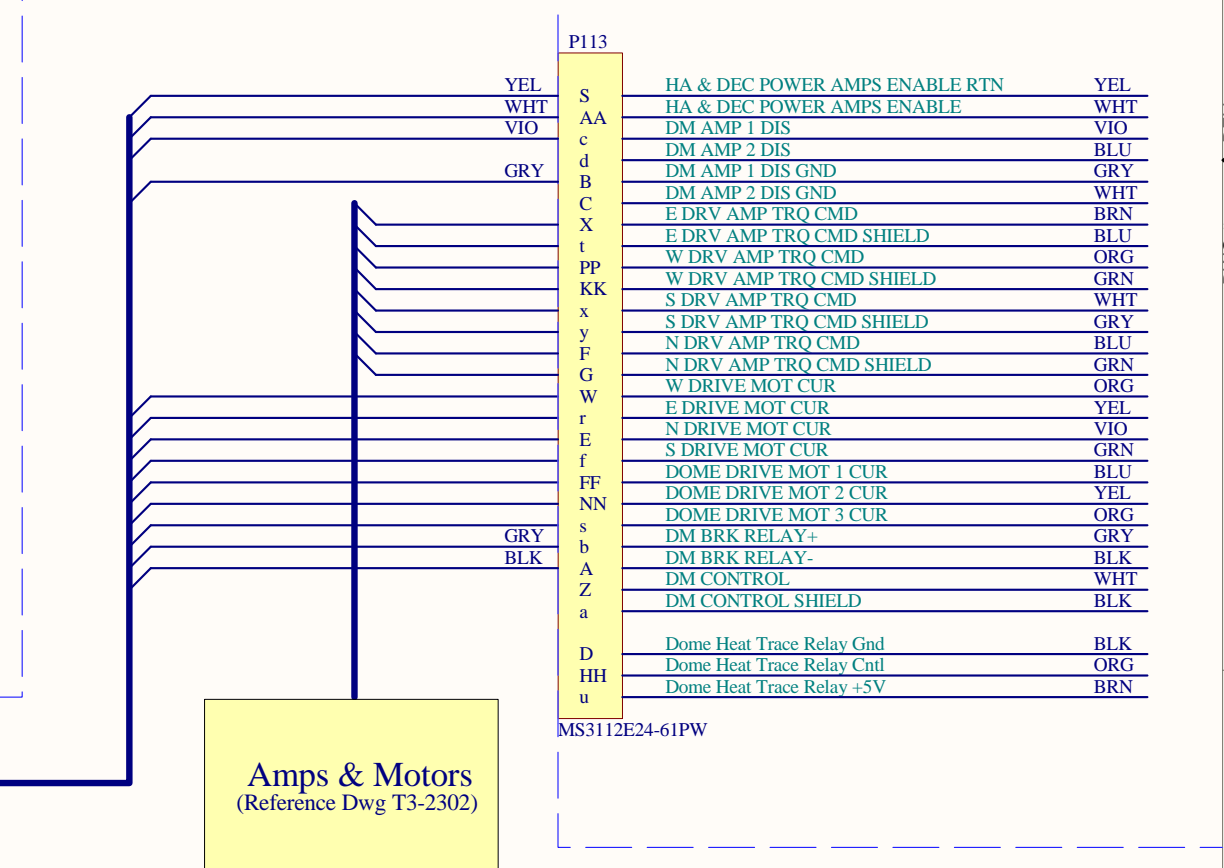 P113
YEL S HA & DEC POWER AMPS ENABLE RTN YEL
WHT AA HA & DEC POWER AMPS ENABLE WHT
VIO c DM AMP 1 DIS VIO
d DM AMP 2 DIS BLU
GRY B DM AMP 1 DIS GND GRY
C DM AMP 2 DIS GND WHT
X E DRV AMP TRQ CMD BRN
t E DRV AMP TRQ CMD SHIELD BLU
PP W DRV AMP TRQ CMD ORG
KK W DRV AMP TRQ CMD SHIELD GRN
x S DRV AMP TRQ CMD WHT
y S DRV AMP TRQ CMD SHIELD GRY
F N DRV AMP TRQ CMD BLU
G N DRV AMP TRQ CMD SHIELD GRN
W W DRIVE MOT CUR ORG
r E DRIVE MOT CUR YEL
E N DRIVE MOT CUR VIO
f S DRIVE MOT CUR GRN
FF DOME DRIVE MOT 1 CUR BLU
NN DOME DRIVE MOT 2 CUR YEL
s DOME DRIVE MOT 3 CUR ORG
GRY b DM BRK RELAY+ GRY
BLK A DM BRK RELAY- BLK
Z DM CONTROL WHT
a DM CONTROL SHIELD BLK
D Dome Heat Trace Relay Gnd BLK
HH Dome Heat Trace Relay Cntl ORG
u Dome Heat Trace Relay +5V BRN
MS3112E24-61PW
Amps & Motors
(Reference Dwg T3-2302)